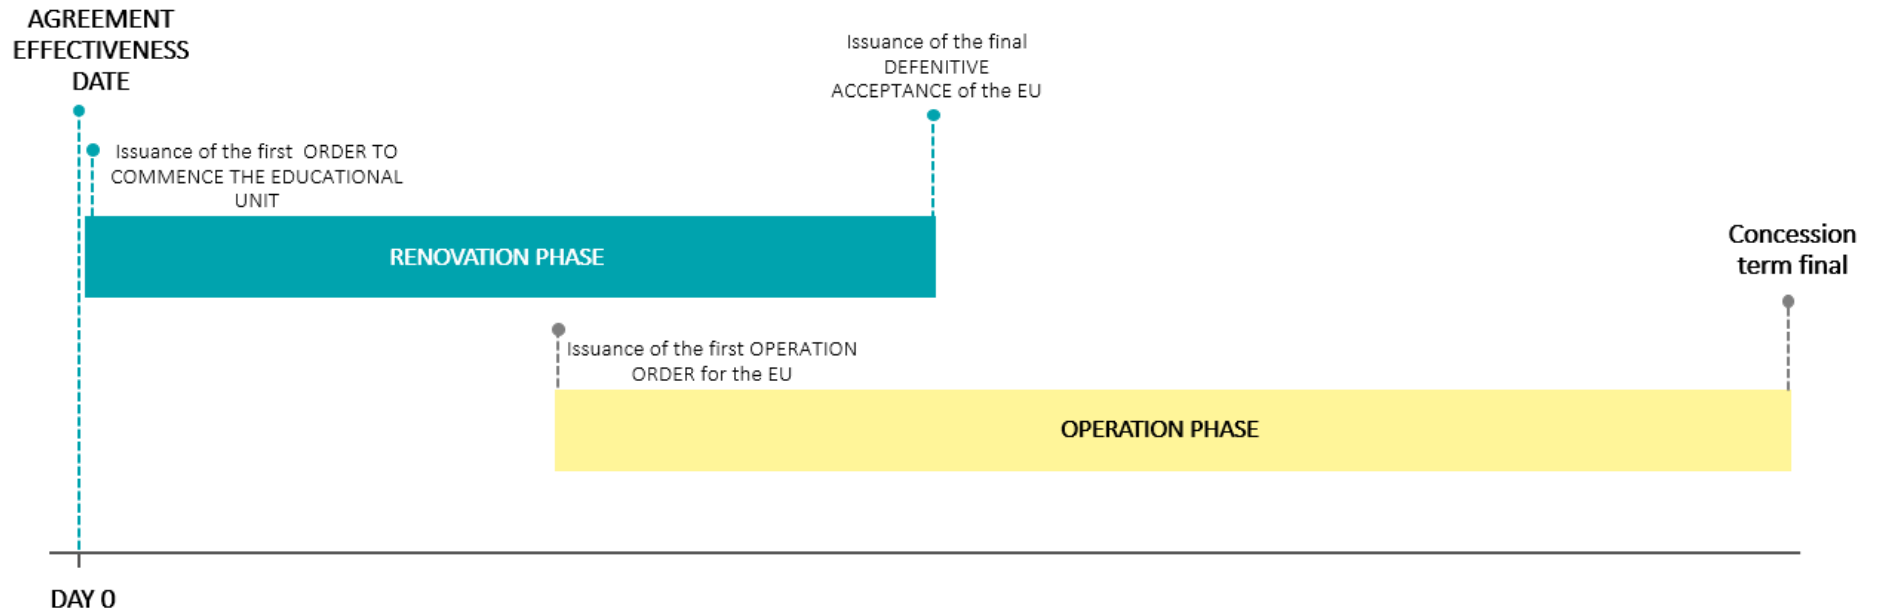 AGREEMENT
EFFECTIVENESS
DATE
Issuance of the first ORDER TO
COMMENCE THE EDUCATIONAL
UNIT
Issuance of the final
DEFENITIVE
ACCEPTANCE of the EU
RENOVATION PHASE
Concession
term final
Issuance of the first OPERATION
ORDER for the EU
OPERATION PHASE
DAY 0